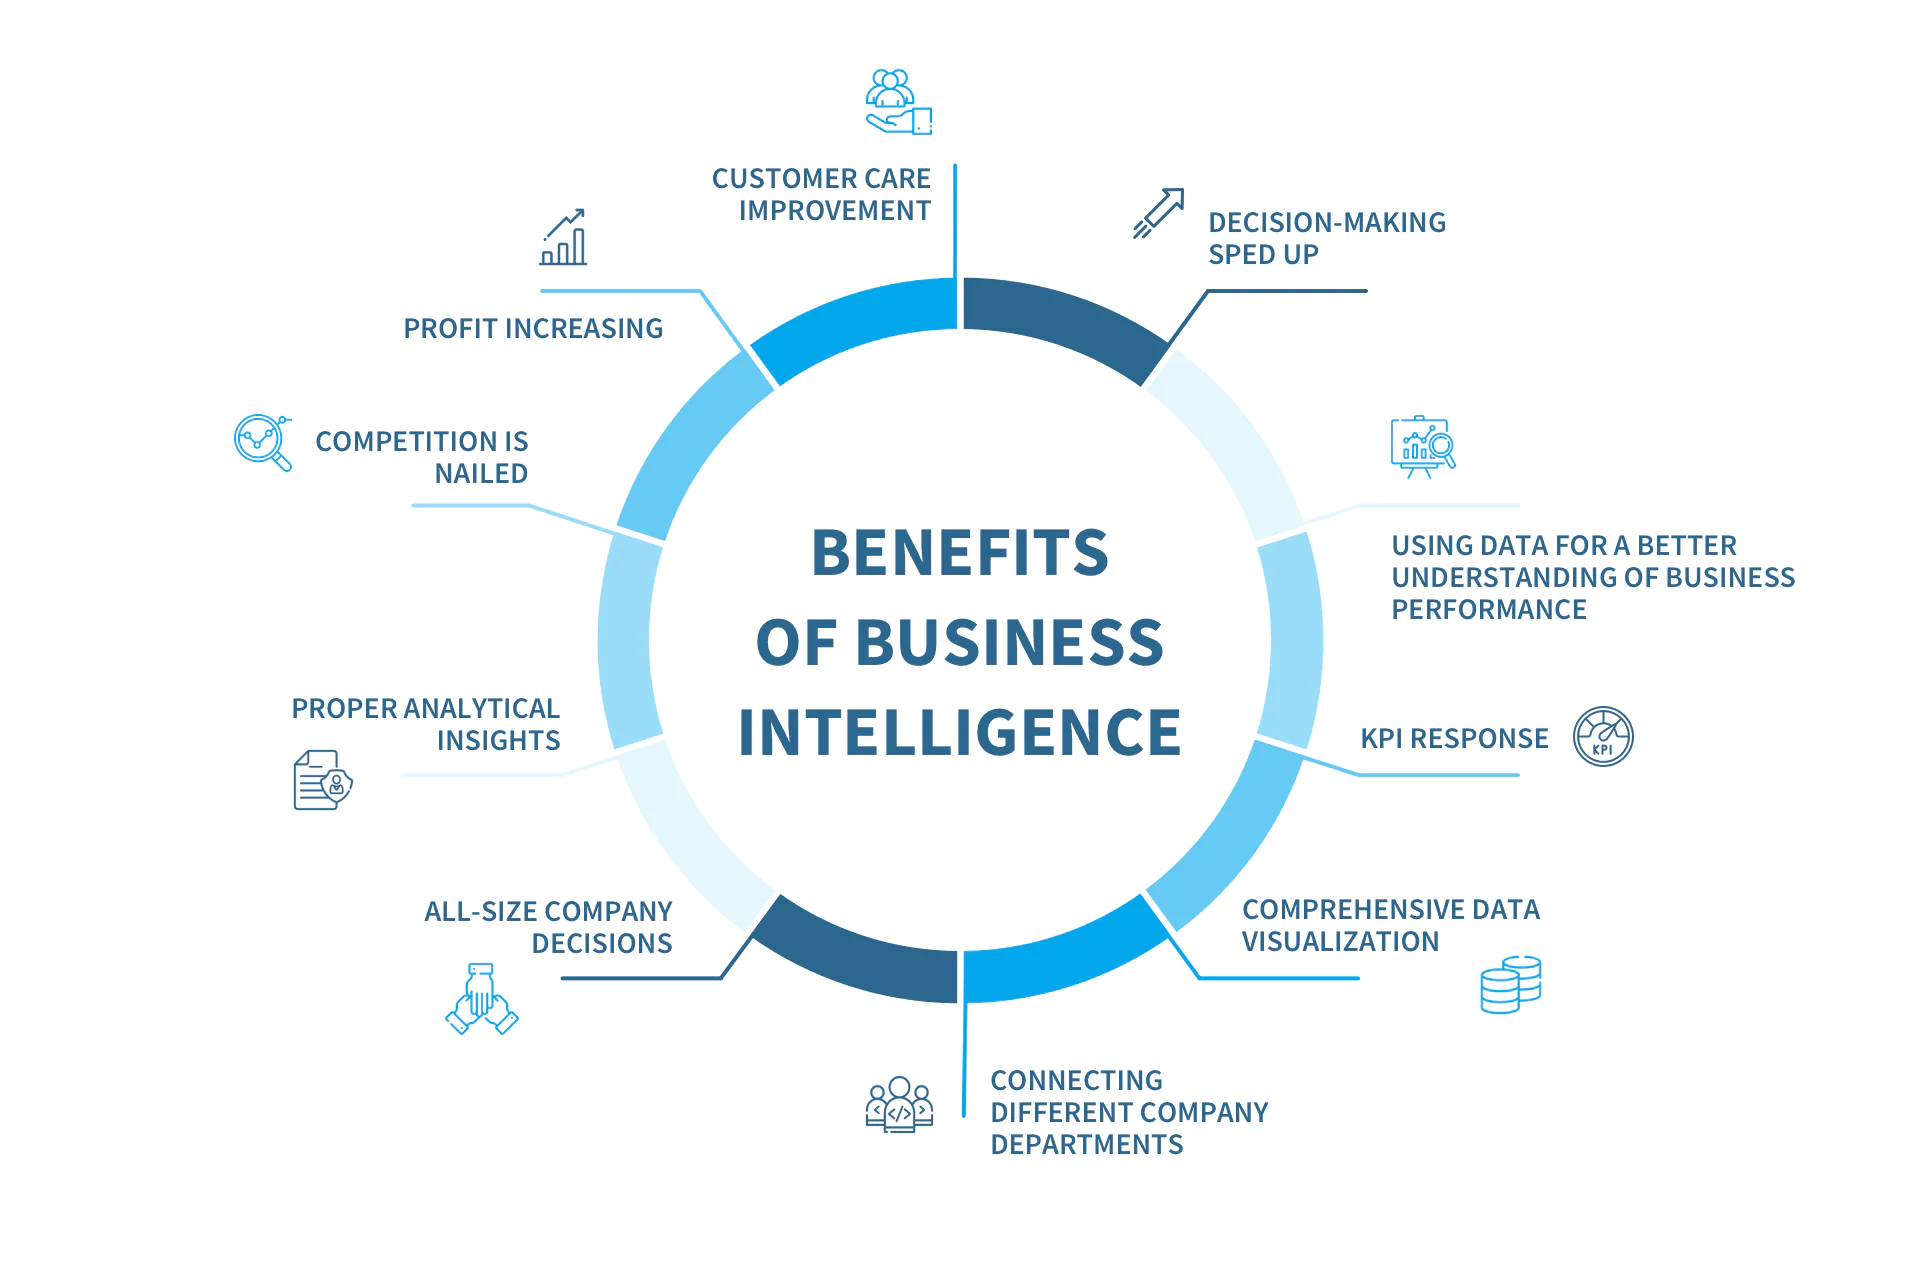 CUSTOMER CARE
IMPROVEMENT
DECISION-MAKING
SPED UP
PROFIT INCREASING
COMPETITION IS
NAILED
USING DATA FOR A BETTER
UNDERSTANDING OF BUSINESS
PERFORMANCE
BENEFITS
OF BUSINESS
INTELLIGENCE
PROPER ANALYTICAL
INSIGHTS
KPI RESPONSE
KPI
ALL-SIZE COMPANY
DECISIONS
COMPREHENSIVE DATA
VISUALIZATION
CONNECTING
DIFFERENT COMPANY
DEPARTMENTS